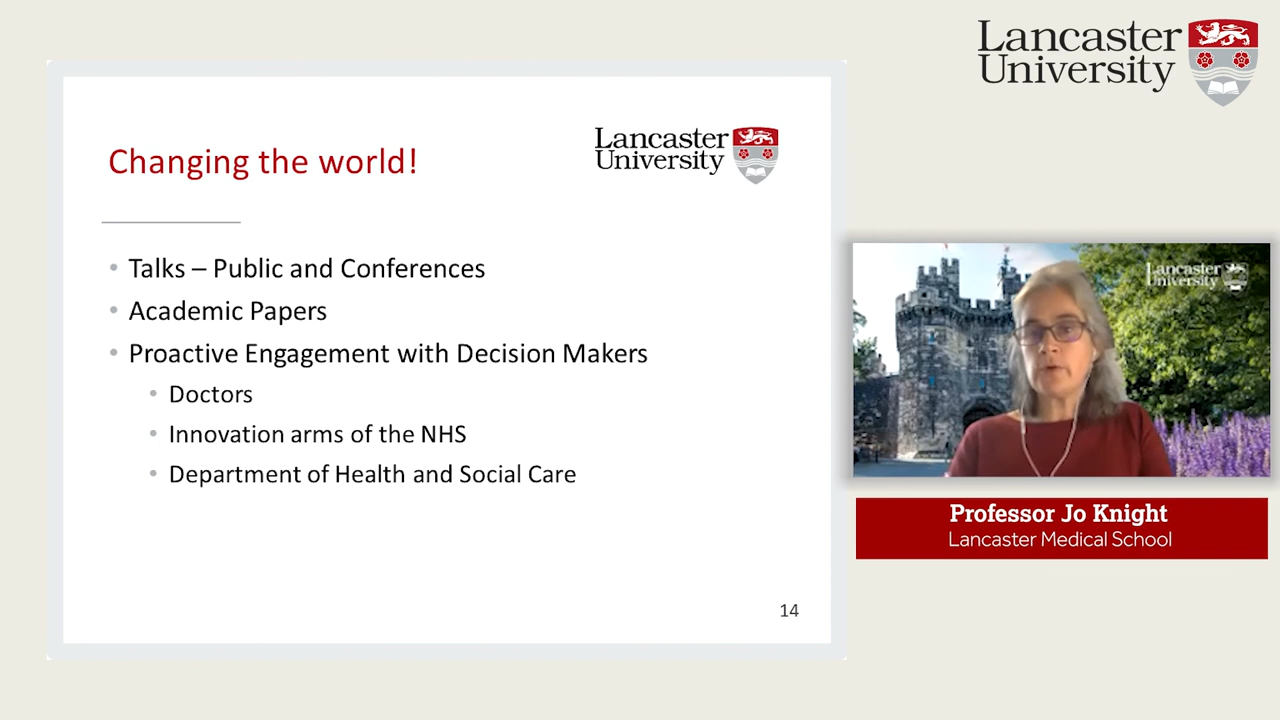 Lancaster
University
Changing the world!
Lancaster
University
• Talks – Public and Conferences
• Academic Papers
• Proactive Engagement with Decision Makers
• Doctors
• Innovation arms of the NHS
• Department of Health and Social Care
14
Lancaster
University
Professor Jo Knight
Lancaster Medical School